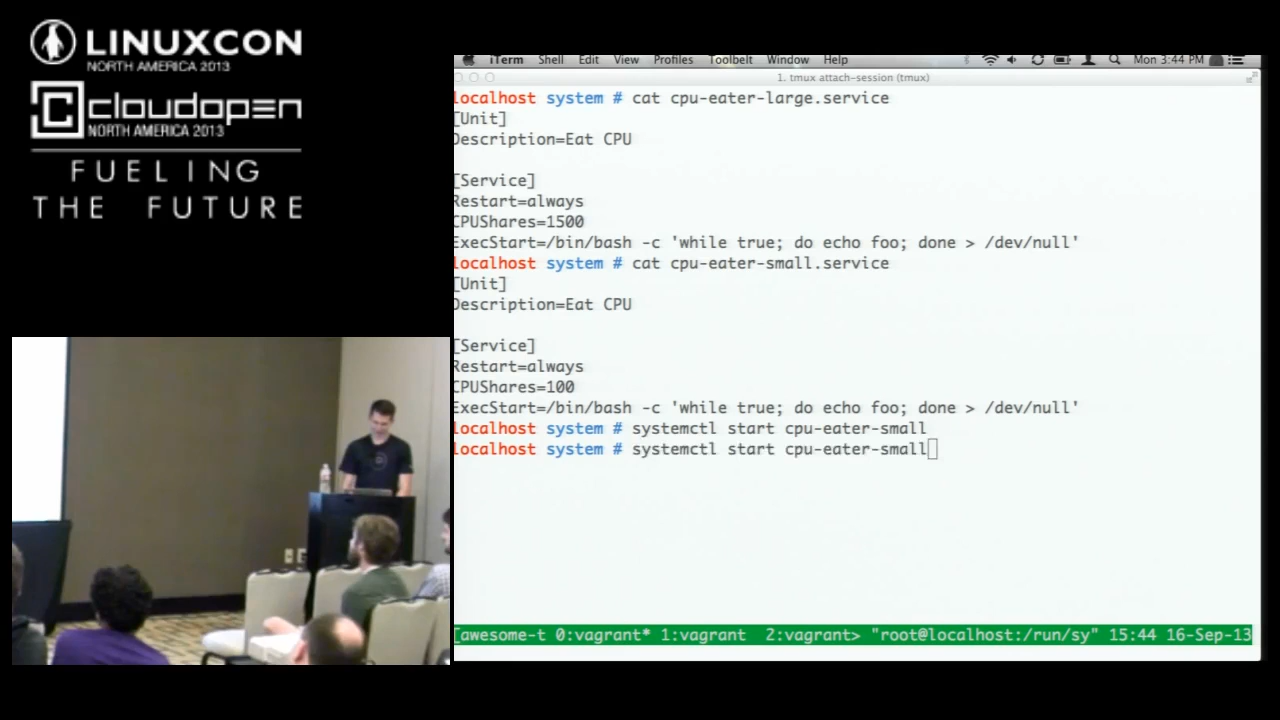 LINUXCON
NORTH AMERICA 2013
cloudopen
NORTH AMERICA 2013
FUELING
THE FUTURE
iTerm Shell Edit View Profiles Toolbelt Window Help Mon 3:44 PM
1. tmux attach-session (tmux)
localhost system # cat cpu-eater-large.service
[Unit]
Description=Eat CPU
[Service]
Restart=always
CPUShares=1500
ExecStart=/bin/bash -c 'while true; do echo foo; done > /dev/null'
localhost system # cat cpu-eater-small.service
[Unit]
Description=Eat CPU
[Service]
Restart=always
CPUShares=100
ExecStart=/bin/bash -c 'while true; do echo foo; done > /dev/null'
localhost system # systemctl start cpu-eater-small
localhost system # systemctl start cpu-eater-small
[awesome-t 0:vagrant* 1:vagrant 2:vagrant> "root@localhost:/run/sy" 15:44 16-Sep-13